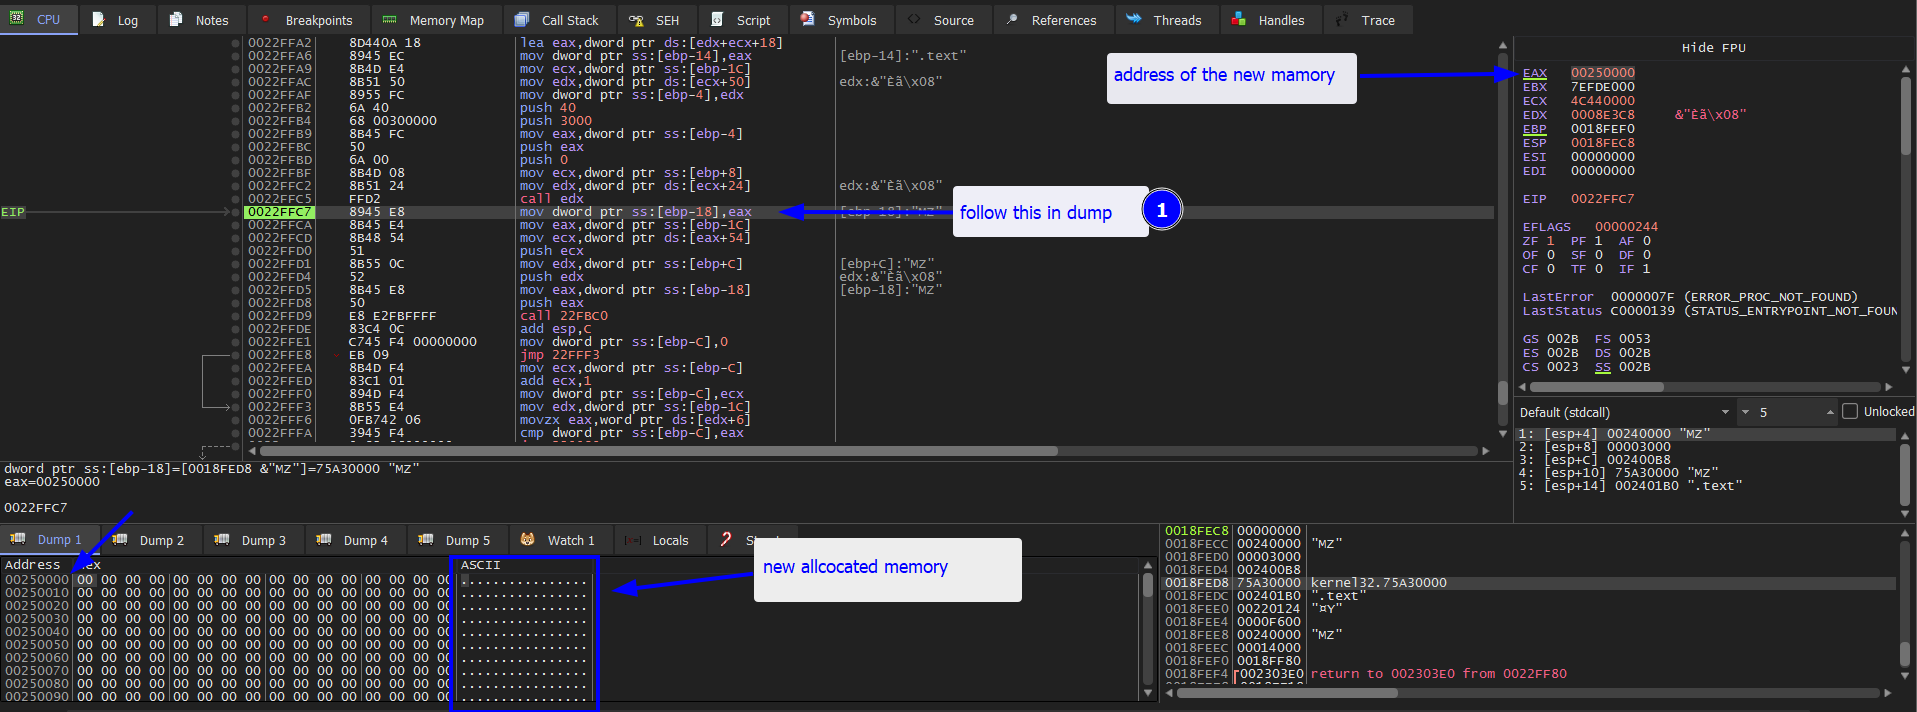 CPU Log Notes Breakpoints Memory Map Call Stack SEH Script Symbols Source References Threads Handles Trace
0022FFA2 8D440A 18 lea eax,dword ptr ds:[edx+ecx+18]
0022FFA6 8945 EC mov dword ptr ss:[ebp-14],eax [ebp-14]:".text"
0022FFA9 8B4D E4 mov ecx,dword ptr ss:[ebp-1C]
0022FFAC 8B51 50 mov edx,dword ptr ds:[ecx+50] edx:&"Èã\x08"
0022FFAF 8955 FC mov dword ptr ss:[ebp-4],edx
0022FFB2 6A 40 push 40
0022FFB4 68 00300000 push 3000
0022FFB9 8B45 FC mov eax,dword ptr ss:[ebp-4]
0022FFBC 50 push eax
0022FFBD 6A 00 push 0
0022FFBF 8B4D 08 mov ecx,dword ptr ss:[ebp+8]
0022FFC2 8B51 24 mov edx,dword ptr ds:[ecx+24] edx:&"Èã\x08"
0022FFC5 FFD2 call edx
EIP 0022FFC7 8945 E8 mov dword ptr ss:[ebp-18],eax [ebp-18]:"MZ"
0022FFCA 8B45 E4 mov eax,dword ptr ss:[ebp-1C]
0022FFCD 8B48 54 mov ecx,dword ptr ds:[eax+54]
0022FFD0 51 push ecx
0022FFD1 8B55 0C mov edx,dword ptr ss:[ebp+C] [ebp+C]:"MZ"
0022FFD4 52 push edx edx:&"Èã\x08"
0022FFD5 8B45 E8 mov eax,dword ptr ss:[ebp-18] [ebp-18]:"MZ"
0022FFD8 50 push eax
0022FFD9 E8 E2FBFFFF call 22FBC0
0022FFDE 83C4 0C add esp,C
0022FFE1 C745 F4 00000000 mov dword ptr ss:[ebp-C],0
0022FFE8 EB 09 jmp 22FFF3
0022FFEA 8B4D F4 mov ecx,dword ptr ss:[ebp-C]
0022FFED 83C1 01 add ecx,1
0022FFF0 894D F4 mov dword ptr ss:[ebp-C],ecx
0022FFF3 8B55 E4 mov edx,dword ptr ss:[ebp-1C]
0022FFF6 0FB742 06 movzx eax,word ptr ds:[edx+6]
0022FFFA 3945 F4 cmp dword ptr ss:[ebp-C],eax
address of the new mamory
follow this in dump
1
Hide FPU
EAX 00250000
EBX 7EFDE000
ECX 4C440000
EDX 0008E3C8 &"Èã\x08"
EBP 0018FEF0
ESP 0018FEC8
ESI 00000000
EDI 00000000
EIP 0022FFC7
EFLAGS 00000244
ZF 1 PF 1 AF 0
OF 0 SF 0 DF 0
CF 0 TF 0 IF 1
LastError 0000007F (ERROR_PROC_NOT_FOUND)
LastStatus C0000139 (STATUS_ENTRYPOINT_NOT_FOUN
GS 002B FS 0053
ES 002B DS 002B
CS 0023 SS 002B
Default (stdcall) 5 Unlocked
1: [esp+4] 00240000 "MZ"
2: [esp+8] 00003000
3: [esp+C] 002400B8
4: [esp+10] 75A30000 "MZ"
5: [esp+14] 002401B0 ".text"
dword ptr ss:[ebp-18]=[0018FED8 &"MZ"]=75A30000 "MZ"
eax=00250000
0022FFC7
Dump 1 Dump 2 Dump 3 Dump 4 Dump 5 Watch 1 Locals
Address ASCII
00250000 00 00 00 00 00 00 00 00 00 00 00 00 00 00 00 00 ................
00250010 00 00 00 00 00 00 00 00 00 00 00 00 00 00 00 00 ................
00250020 00 00 00 00 00 00 00 00 00 00 00 00 00 00 00 00 ................
00250030 00 00 00 00 00 00 00 00 00 00 00 00 00 00 00 00 ................
00250040 00 00 00 00 00 00 00 00 00 00 00 00 00 00 00 00 ................
00250050 00 00 00 00 00 00 00 00 00 00 00 00 00 00 00 00 ................
00250060 00 00 00 00 00 00 00 00 00 00 00 00 00 00 00 00 ................
00250070 00 00 00 00 00 00 00 00 00 00 00 00 00 00 00 00 ................
00250080 00 00 00 00 00 00 00 00 00 00 00 00 00 00 00 00 ................
00250090 00 00 00 00 00 00 00 00 00 00 00 00 00 00 00 00 ................
new allcocated memory
0018FEC8 00000000
0018FECC 00240000 "MZ"
0018FED0 00003000
0018FED4 002400B8
0018FED8 75A30000 kernel32.75A30000
0018FEDC 002401B0 ".text"
0018FEE0 00220124 "¤Y"
0018FEE4 0000F600
0018FEE8 00240000 "MZ"
0018FEEC 00014000
0018FEF0 0018FF80
0018FEF4 002303E0 return to 002303E0 from 0022FF80